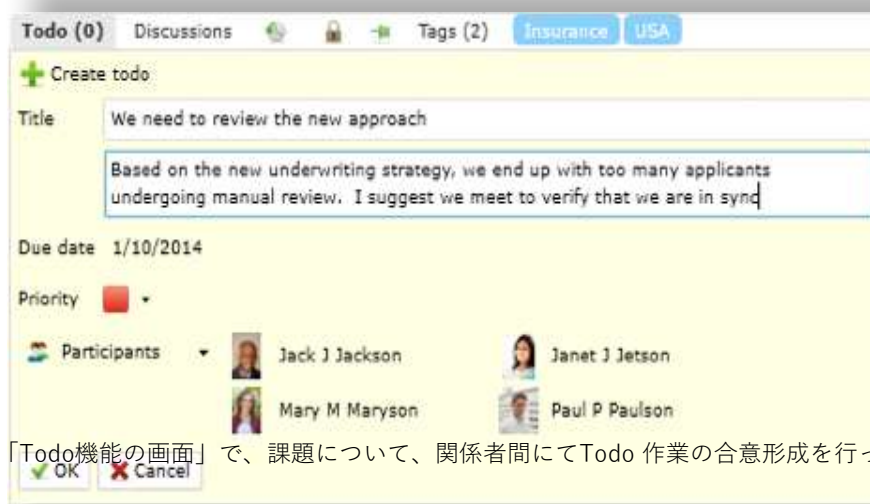 Todo (0) Discussions Tags (2) Insurance USA
Create todo
Title We need to review the new approach
Based on the new underwriting strategy, we end up with too many applicants
undergoing manual review. I suggest we meet to verify that we are in sync
Due date 1/10/2014
Priority
Participants Jack J Jackson Janet J Jetson
Mary M Maryson Paul P Paulson
「Todo機能の画面」で、課題について、関係者間にてTodo 作業の合意形成を行っ
OK Cancel